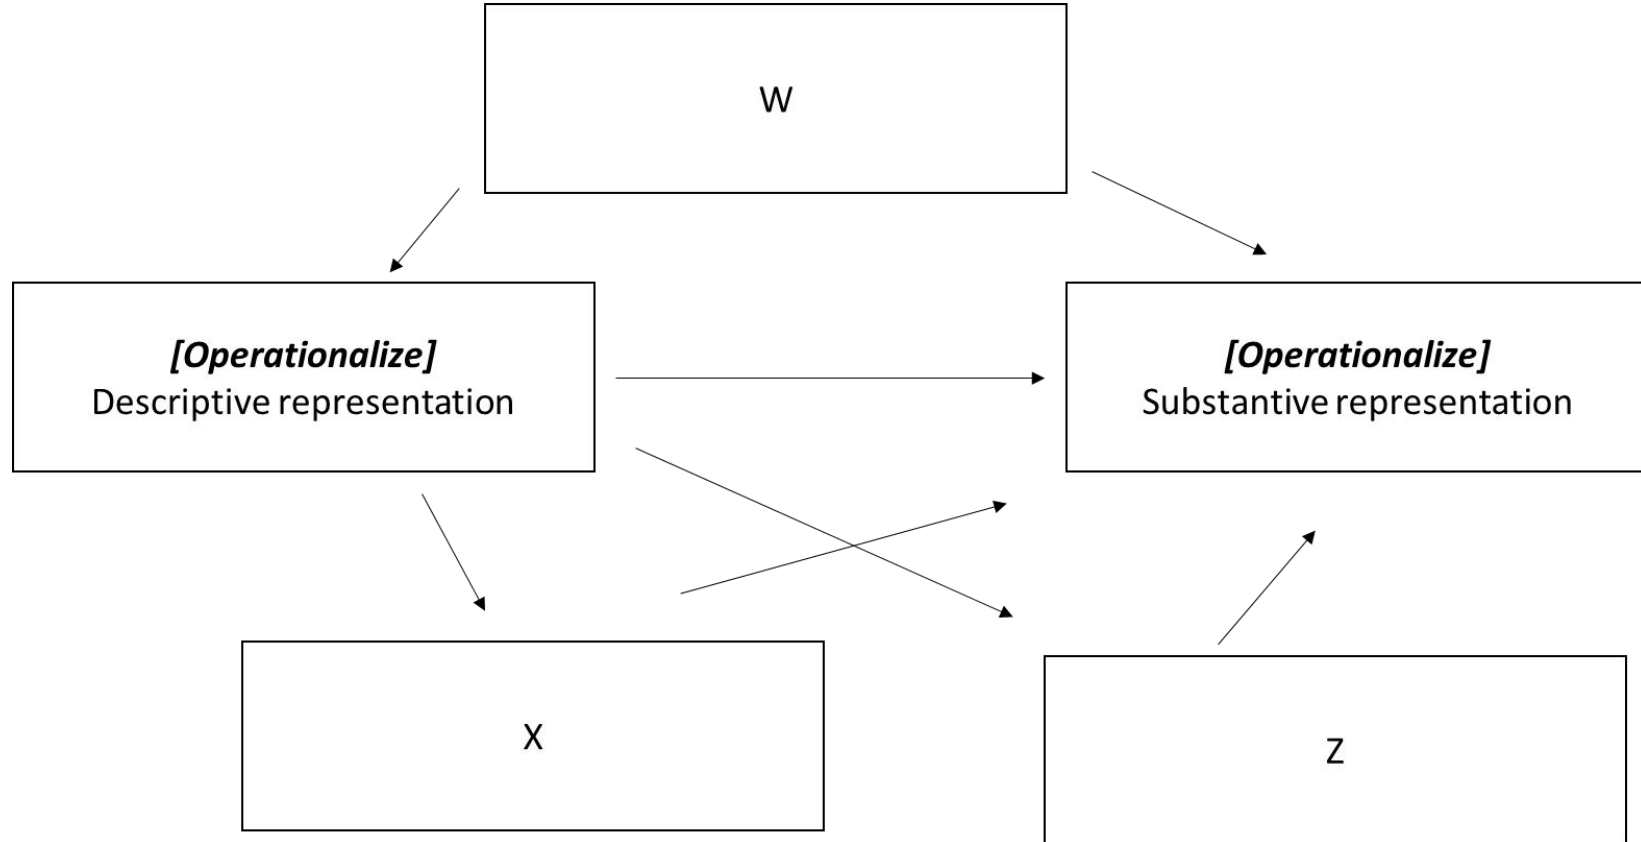 W
[Operationalize]
Descriptive representation
[Operationalize]
Substantive representation
X
Z